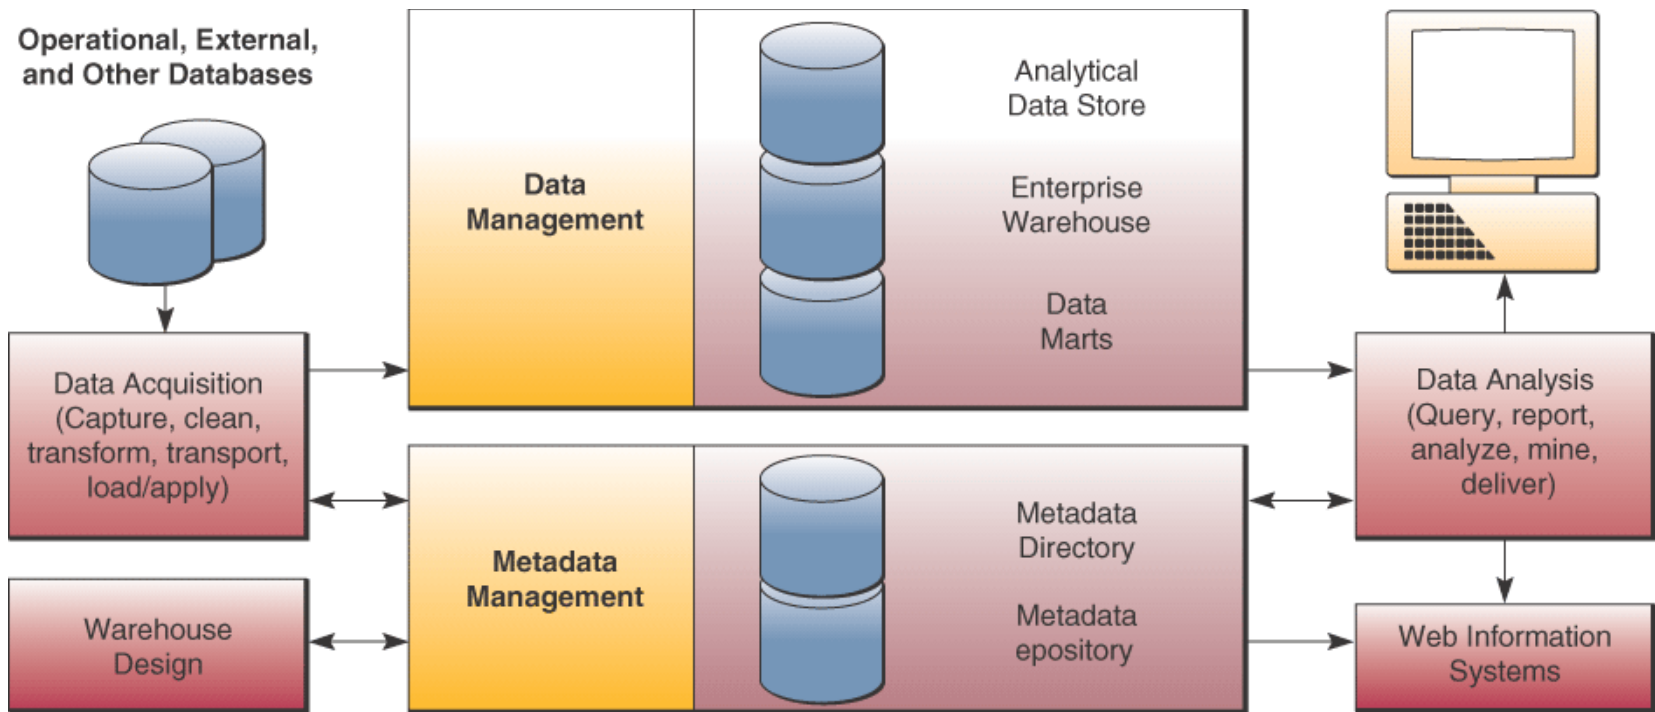 Operational, External,
and Other Databases
Data Acquisition
(Capture, clean,
transform, transport,
load/apply)
Warehouse
Design
Data
Management
Analytical
Data Store
Enterprise
Warehouse
Data
Marts
Metadata
Management
Metadata
Directory
Metadata
epository
Data Analysis
(Query, report,
analyze, mine,
deliver)
Web Information
Systems